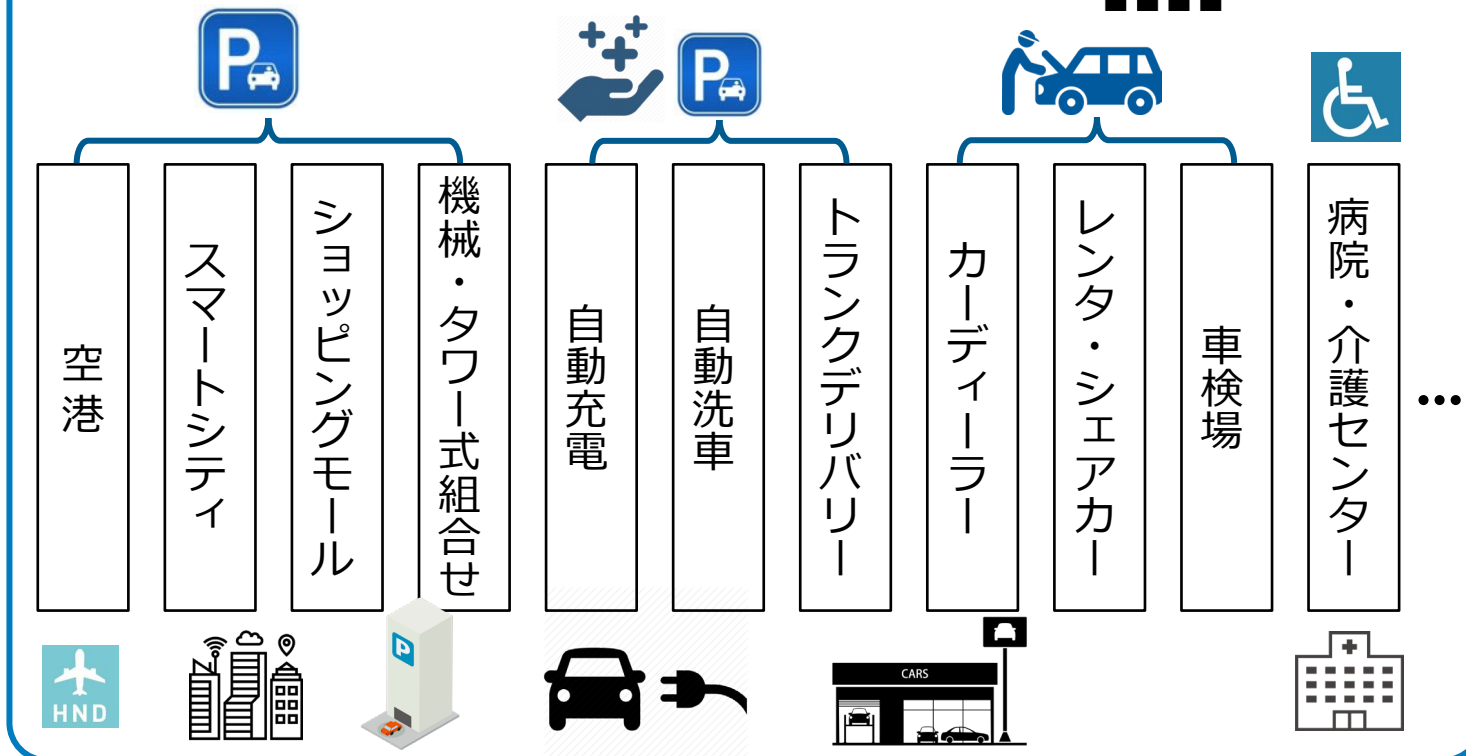 P
P
空港
スマートシティ
ショッピングモール
機械・タワー式組合せ
自動充電
自動洗車
トランクデリバリー
カーディーラー
レンタ・シェアカー
車検場
病院・介護センター
…
HND
P
CARS